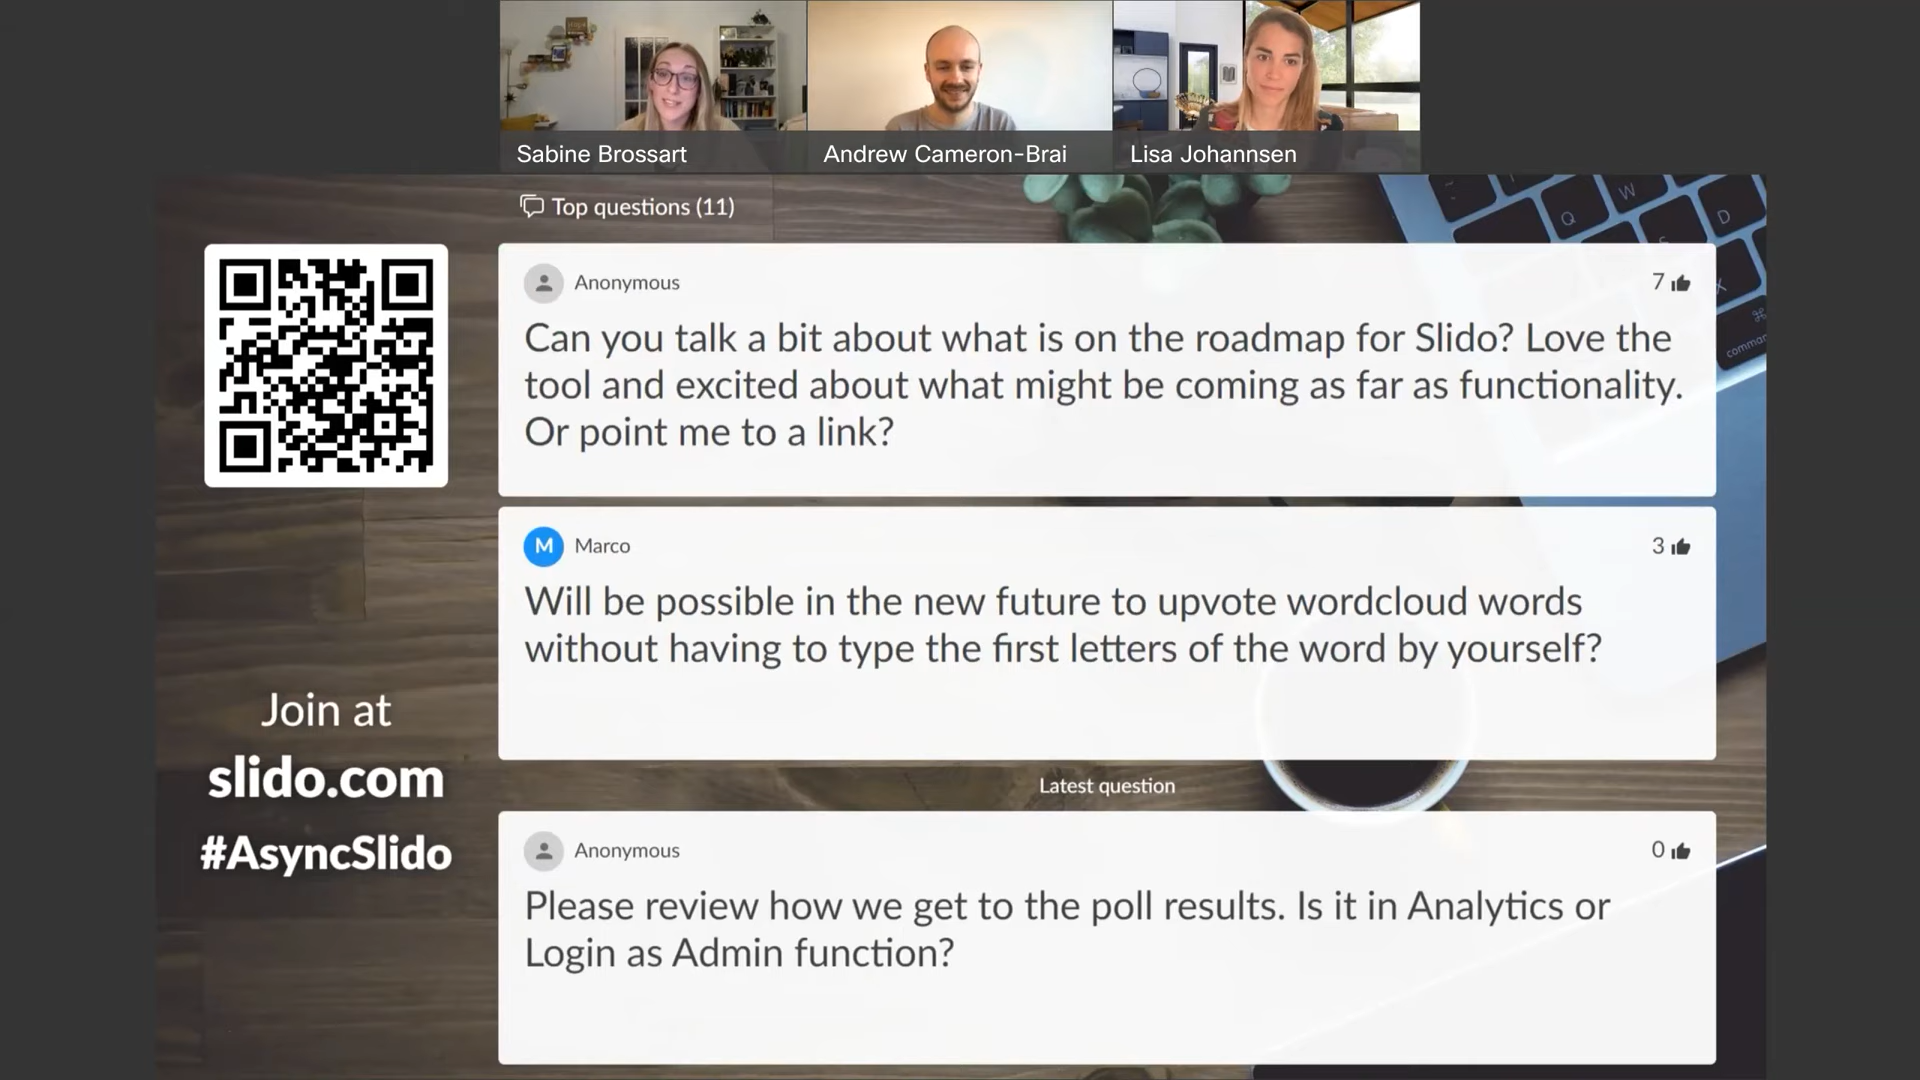 Sabine Brossart
Andrew Cameron-Brai
Lisa Johannsen
Top questions (11)
Anonymous
7
Can you talk a bit about what is on the roadmap for Slido? Love the
tool and excited about what might be coming as far as functionality.
Or point me to a link?
M
Marco
3
Will be possible in the new future to upvote wordcloud words
without having to type the first letters of the word by yourself?
Join at
slido.com
#AsyncSlido
Latest question
Anonymous
0
Please review how we get to the poll results. Is it in Analytics or
Login as Admin function?
Q
W
D
S
X
⌘
comman